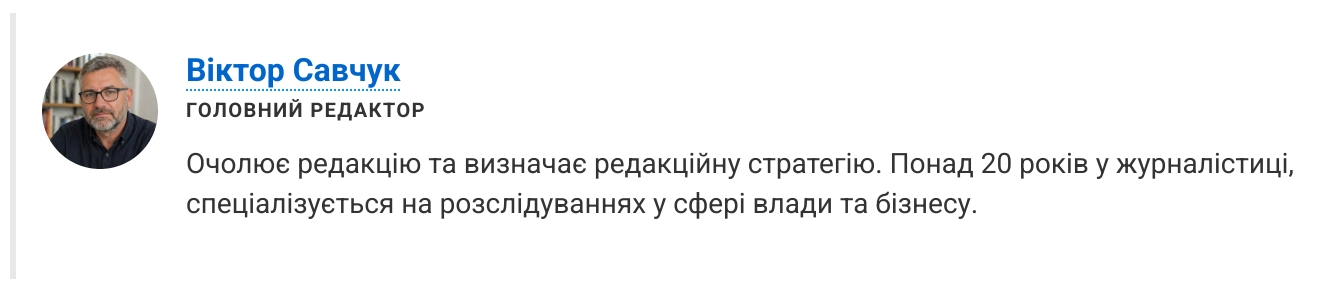 Віктор Савчук
ГОЛОВНИЙ РЕДАКТОР
Очолює редакцію та визначає редакційну стратегію. Понад 20 років у журналістиці,
спеціалізується на розслідуваннях у сфері влади та бізнесу.